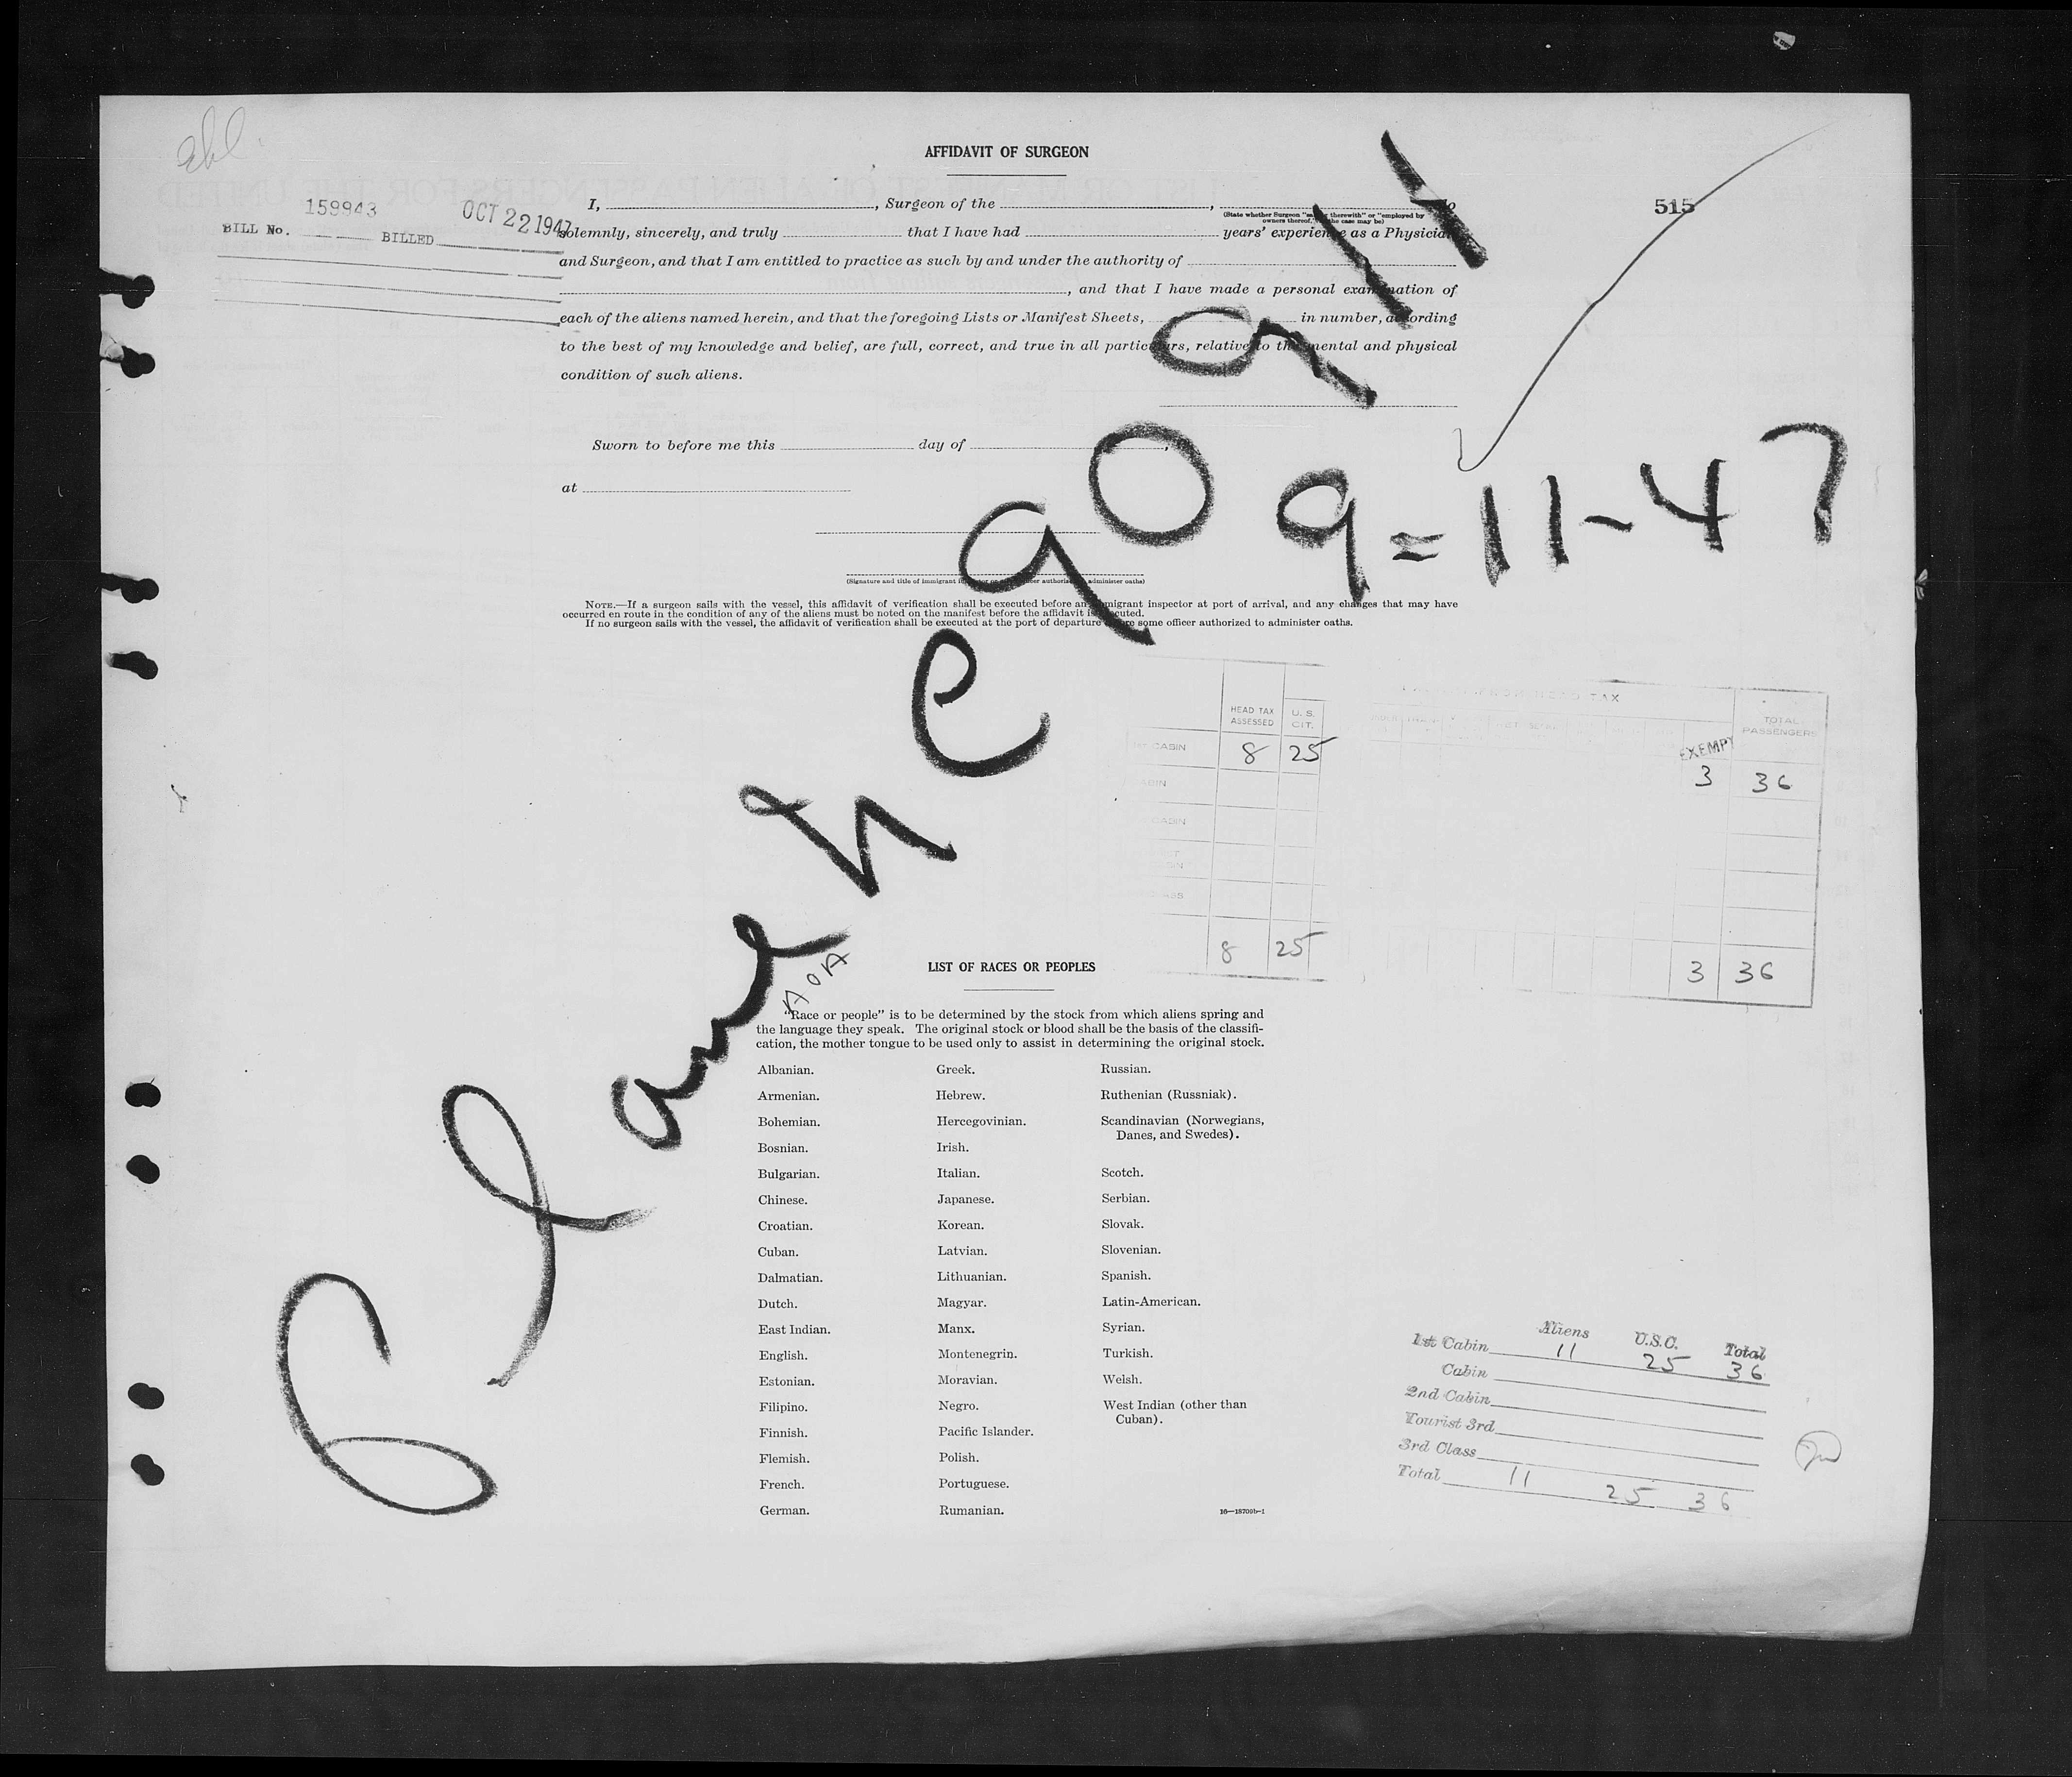 AFFIDAVIT OF SURGEON
515
BILL No. 159943 BILLED OCT 22 1947
I, , Surgeon of the ,
solemnly, sincerely, and truly that I have had years' experience as a Physician
and Surgeon, and that I am entitled to practice as such by and under the authority of
, and that I have made a personal examination of
each of the aliens named herein, and that the foregoing Lists or Manifest Sheets, in number, according
to the best of my knowledge and belief, are full, correct, and true in all particulars, relative to the mental and physical
condition of such aliens.
Sworn to before me this day of ,
at
Plane 909
9-11-47
NOTE.—If a surgeon sails with the vessel, this affidavit of verification shall be executed before an immigrant inspector at port of arrival, and any changes that may have
occurred en route in the condition of any of the aliens must be noted on the manifest before the affidavit is executed.
If no surgeon sails with the vessel, the affidavit of verification shall be executed at the port of departure before some officer authorized to administer oaths.
HEAD TAX ASSESSED U. S. CIT.
CABIN 8 25
8 25
HEAD TAX
TOTAL PASSENGERS
EXEMPT
3 36
3 36
AOA
LIST OF RACES OR PEOPLES
"Race or people" is to be determined by the stock from which aliens spring and
the language they speak. The original stock or blood shall be the basis of the classifi-
cation, the mother tongue to be used only to assist in determining the original stock.
Albanian.
Armenian.
Bohemian.
Bosnian.
Bulgarian.
Chinese.
Croatian.
Cuban.
Dalmatian.
Dutch.
East Indian.
English.
Estonian.
Filipino.
Finnish.
Flemish.
French.
German.
Greek.
Hebrew.
Hercegovinian.
Irish.
Italian.
Japanese.
Korean.
Latvian.
Lithuanian.
Magyar.
Manx.
Montenegrin.
Moravian.
Negro.
Pacific Islander.
Polish.
Portuguese.
Rumanian.
Russian.
Ruthenian (Russniak).
Scandinavian (Norwegians,
Danes, and Swedes).
Scotch.
Serbian.
Slovak.
Slovenian.
Spanish.
Latin-American.
Syrian.
Turkish.
Welsh.
West Indian (other than
Cuban).
16—18709b-1
Aliens U.S.C. Total
1st Cabin 11 25 36
Cabin
2nd Cabin
Tourist 3rd
3rd Class
Total 11 25 36